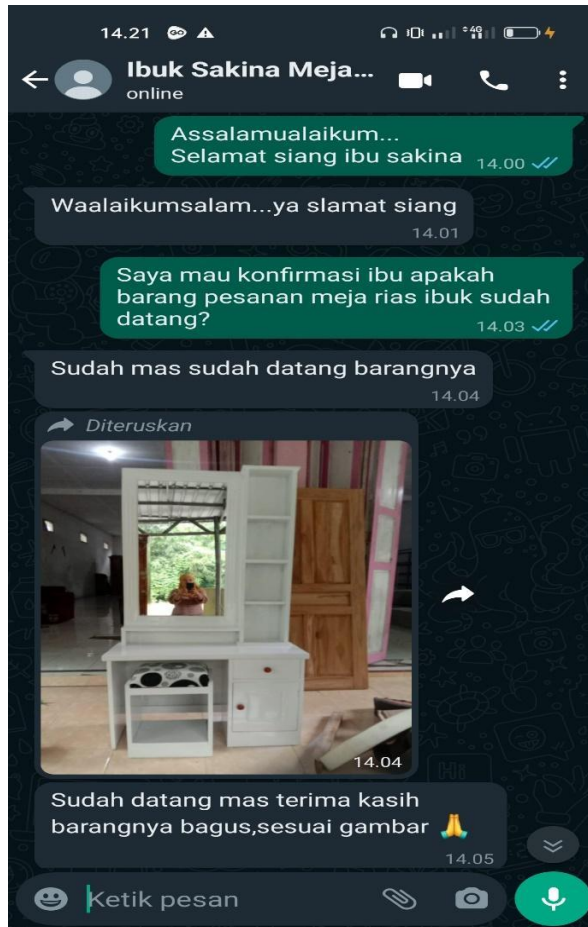 14.21
4G
Ibuk Sakina Meja...
online
Assalamualaikum...
Selamat siang ibu sakina
14.00
Waalaikumsalam...ya slamat siang
14.01
Saya mau konfirmasi ibu apakah
barang pesanan meja rias ibuk sudah
datang?
14.03
Sudah mas sudah datang barangnya
14.04
Diteruskan
14.04
Sudah datang mas terima kasih
barangnya bagus,sesuai gambar 🙏
14.05
Ketik pesan